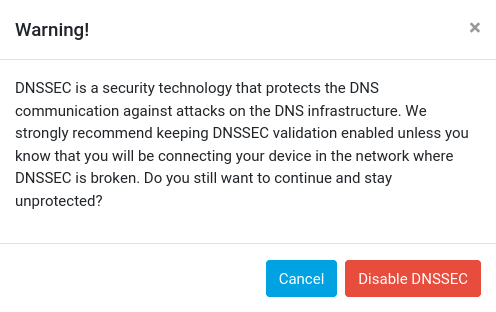 Warning!
×
DNSSEC is a security technology that protects the DNS
communication against attacks on the DNS infrastructure. We
strongly recommend keeping DNSSEC validation enabled unless you
know that you will be connecting your device in the network where
DNSSEC is broken. Do you still want to continue and stay
unprotected?
Cancel
Disable DNSSEC